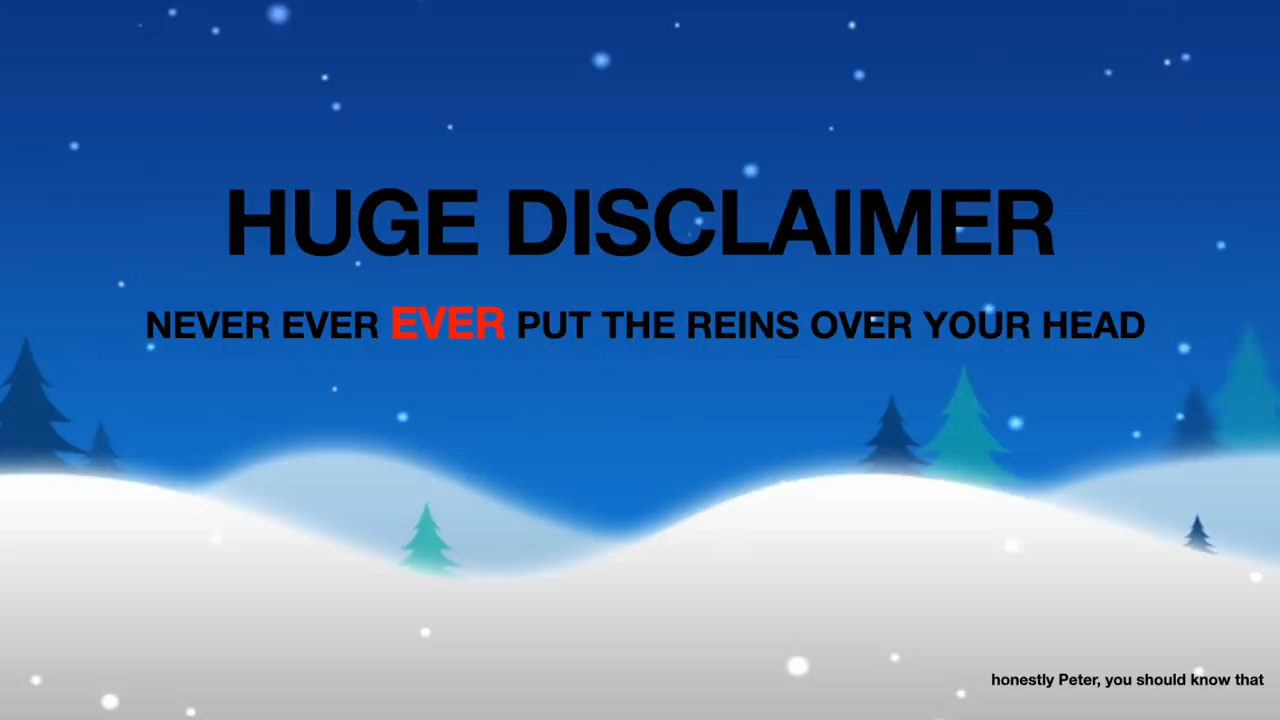 HUGE DISCLAIMER
NEVER EVER EVER PUT THE REINS OVER YOUR HEAD
honestly Peter, you should know that